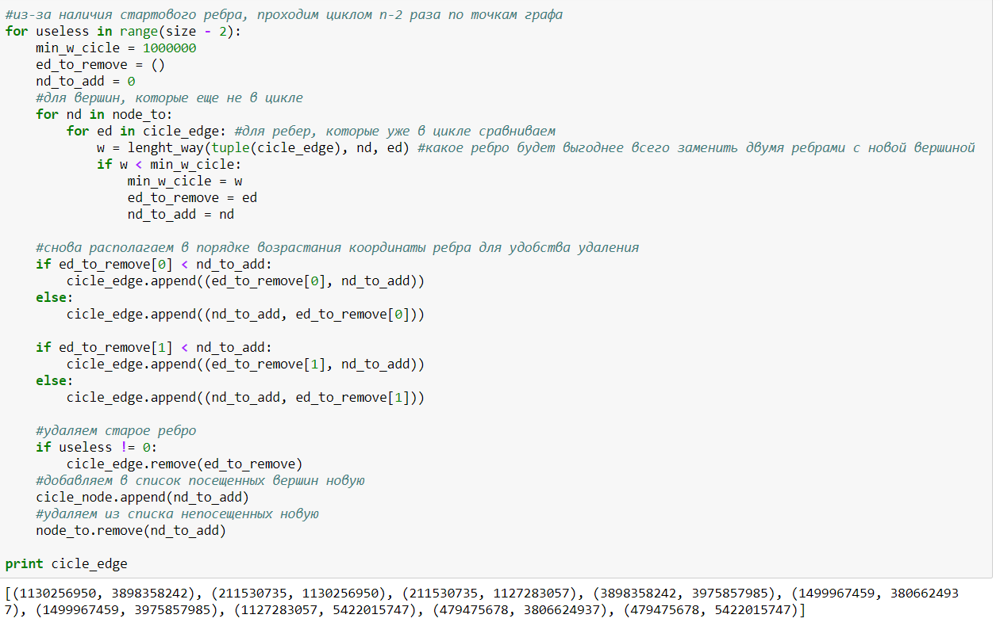 #из-за наличия стартового ребра, проходим циклом n-2 раза по точкам графа
for useless in range(size - 2):
    min_w_cicle = 1000000
    ed_to_remove = ()
    nd_to_add = 0
    #для вершин, которые еще не в цикле
    for nd in node_to:
        for ed in cicle_edge: #для ребер, которые уже в цикле сравниваем
            w = lenght_way(tuple(cicle_edge), nd, ed) #какое ребро будет выгоднее всего заменить двумя ребрами с новой вершиной
            if w < min_w_cicle:
                min_w_cicle = w
                ed_to_remove = ed
                nd_to_add = nd
    #снова располагаем в порядке возрастания координаты ребра для удобства удаления
    if ed_to_remove[0] < nd_to_add:
        cicle_edge.append((ed_to_remove[0], nd_to_add))
    else:
        cicle_edge.append((nd_to_add, ed_to_remove[0]))
    if ed_to_remove[1] < nd_to_add:
        cicle_edge.append((ed_to_remove[1], nd_to_add))
    else:
        cicle_edge.append((nd_to_add, ed_to_remove[1]))
    #удаляем старое ребро
    if useless != 0:
        cicle_edge.remove(ed_to_remove)
    #добавляем в список посещенных вершин новую
    cicle_node.append(nd_to_add)
    #удаляем из списка непосещенных новую
    node_to.remove(nd_to_add)
print cicle_edge
[(1130256950, 3898358242), (211530735, 1130256950), (211530735, 1127283057), (3898358242, 3975857985), (1499967459, 380662493
7), (1499967459, 3975857985), (1127283057, 5422015747), (479475678, 3806624937), (479475678, 5422015747)]